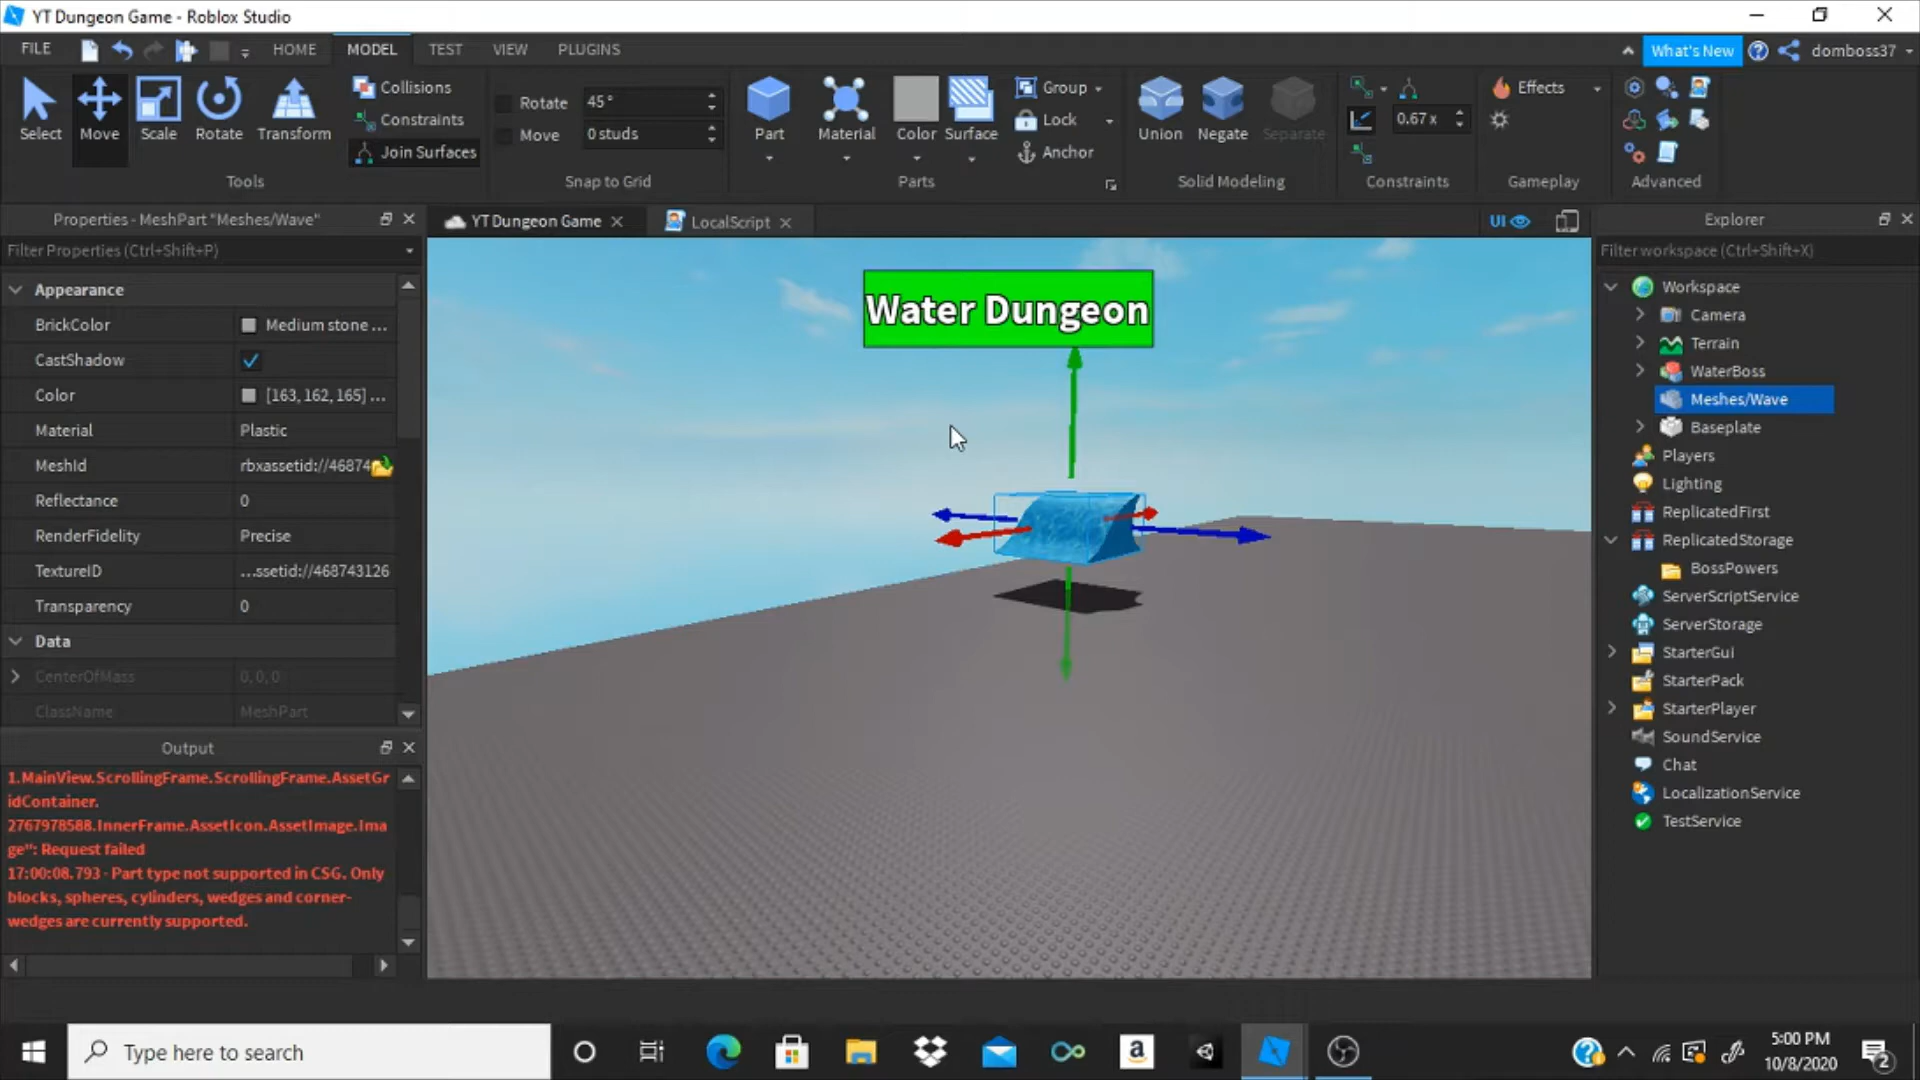 YT Dungeon Game - Roblox Studio
FILE HOME MODEL TEST VIEW PLUGINS What's New domboss37
Select Move Scale Rotate Transform
Collisions
Constraints
Join Surfaces
Tools
Rotate 45°
Move 0 studs
Snap to Grid
Part Material Color Surface
Group
Lock
Anchor
Parts
Union Negate Separate
Solid Modeling
0.67 x
Constraints
Effects
Gameplay
Advanced
Properties - MeshPart "Meshes/Wave"
Filter Properties (Ctrl+Shift+P)
Appearance
BrickColor Medium stone ...
CastShadow
Color [163, 162, 165] ...
Material Plastic
MeshId rbxassetid://46874
Reflectance 0
RenderFidelity Precise
TextureID ...ssetid://468743126
Transparency 0
Data
CenterOfMass 0, 0, 0
ClassName MeshPart
Output
1.MainView.ScrollingFrame.ScrollingFrame.AssetGr
idContainer.
2767978588.InnerFrame.AssetIcon.AssetImage.Ima
ge": Request failed
17:00:08.793 - Part type not supported in CSG. Only
blocks, spheres, cylinders, wedges and corner-
wedges are currently supported.
YT Dungeon Game LocalScript UI
Water Dungeon
Explorer
Filter workspace (Ctrl+Shift+X)
Workspace
Camera
Terrain
WaterBoss
Meshes/Wave
Baseplate
Players
Lighting
ReplicatedFirst
ReplicatedStorage
BossPowers
ServerScriptService
ServerStorage
StarterGui
StarterPack
StarterPlayer
SoundService
Chat
LocalizationService
TestService
Type here to search
a
5:00 PM
10/8/2020
2